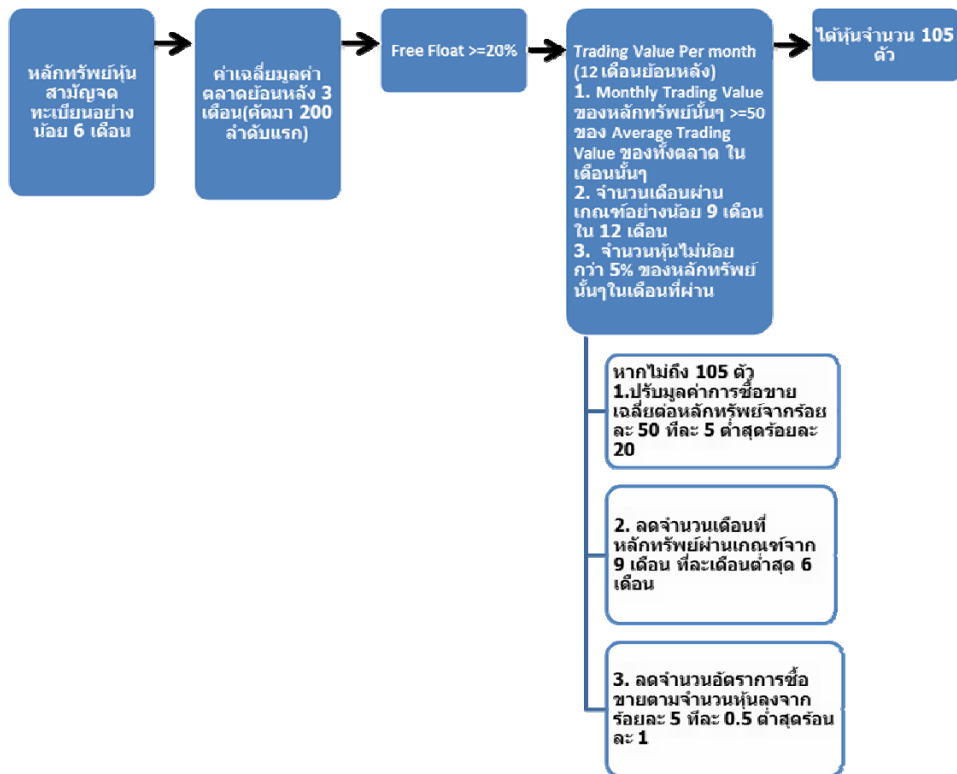 หลักทรัพย์หุ้น
สามัญจด
ทะเบียนอย่าง
น้อย 6 เดือน
ค่าเฉลี่ยมูลค่า
ตลาดย้อนหลัง 3
เดือน(คัดมา 200
ลำดับแรก)
Free Float >=20%
Trading Value Per month
(12 เดือนย้อนหลัง)
1. Monthly Trading Value
ของหลักทรัพย์นั้นๆ >=50
ของ Average Trading
Value ของทั้งตลาด ใน
เดือนนั้นๆ
2. จำนวนเดือนผ่าน
เกณฑ์อย่างน้อย 9 เดือน
ใน 12 เดือน
3. จำนวนหุ้นไม่น้อย
กว่า 5% ของหลักทรัพย์
นั้นๆในเดือนที่ผ่าน
ได้หุ้นจำนวน 105
ตัว
หากไม่ถึง 105 ตัว
1.ปรับมูลค่าการซื้อขาย
เฉลี่ยต่อหลักทรัพย์จากร้อย
ละ 50 ทีละ 5 ต่ำสุดร้อยละ
20
2. ลดจำนวนเดือนที่
หลักทรัพย์ผ่านเกณฑ์จาก
9 เดือน ที่ละเดือนต่ำสุด 6
เดือน
3. ลดจำนวนอัตราการซื้อ
ขายตามจำนวนหุ้นลงจาก
ร้อยละ 5 ทีละ 0.5 ต่ำสุดร้อน
ละ 1